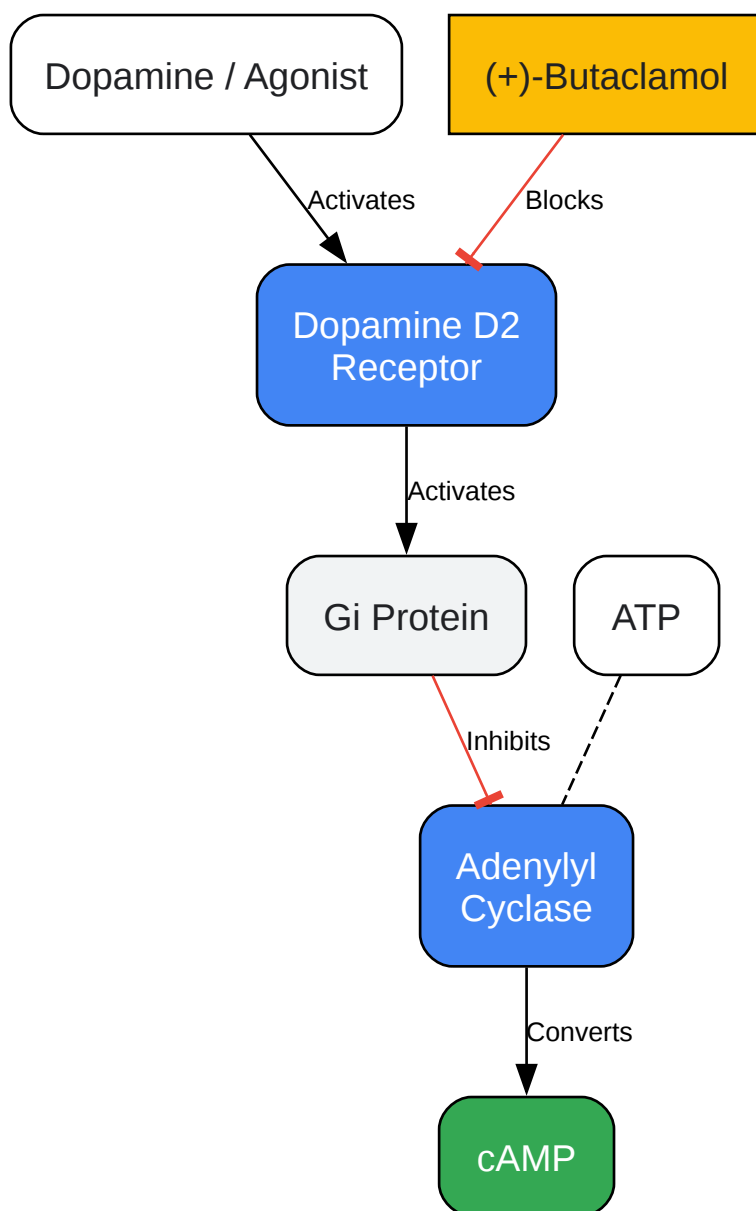 Dopamine / Agonist
(+)-Butaclamol
Activates
Blocks
Dopamine D2
Receptor
Activates
Gi Protein
ATP
Inhibits
Adenylyl
Cyclase
Converts
cAMP